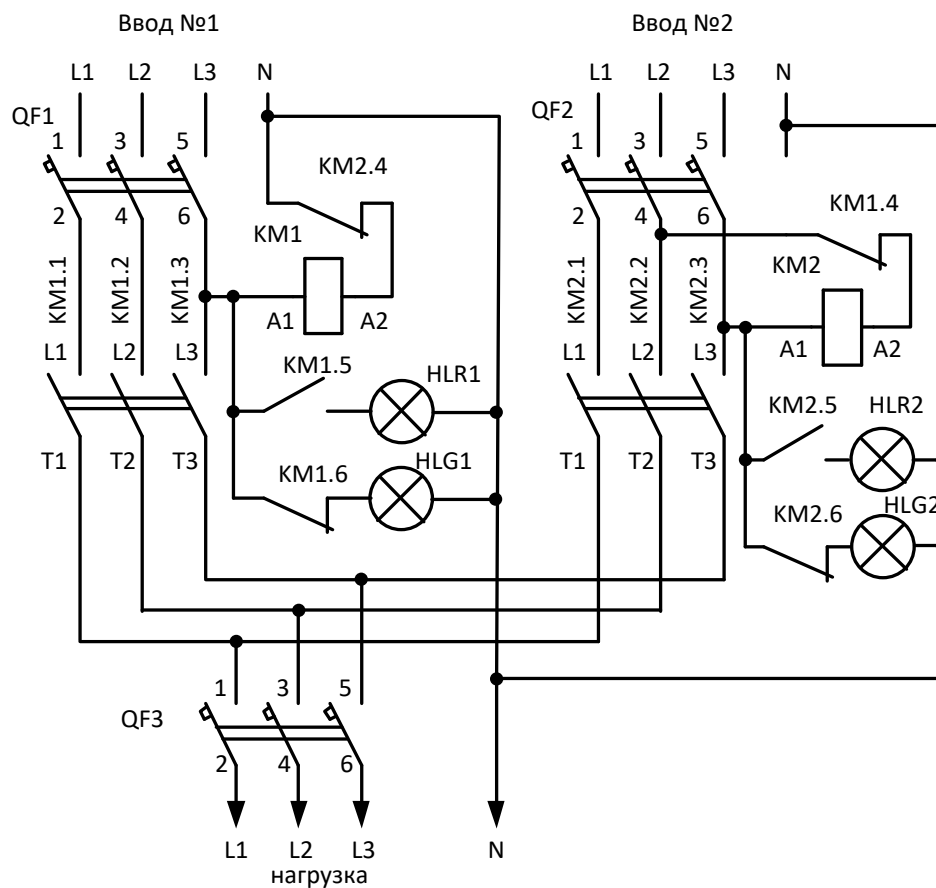 Ввод №1
Ввод №2
L1 L2 L3 N
L1 L2 L3 N
QF1
1 3 5
QF2
1 3 5
KM2.4
KM1.4
2 4 6
2 4 6
KM1
KM2
KM1.1
KM1.2
KM1.3
KM2.1
KM2.2
KM2.3
A1 A2
A1 A2
L1 L2 L3
L1 L2 L3
KM1.5
HLR1
KM2.5
HLR2
T1 T2 T3
T1 T2 T3
KM1.6
HLG1
KM2.6
HLG2
1 3 5
QF3
2 4 6
L1 L2 L3 N
нагрузка